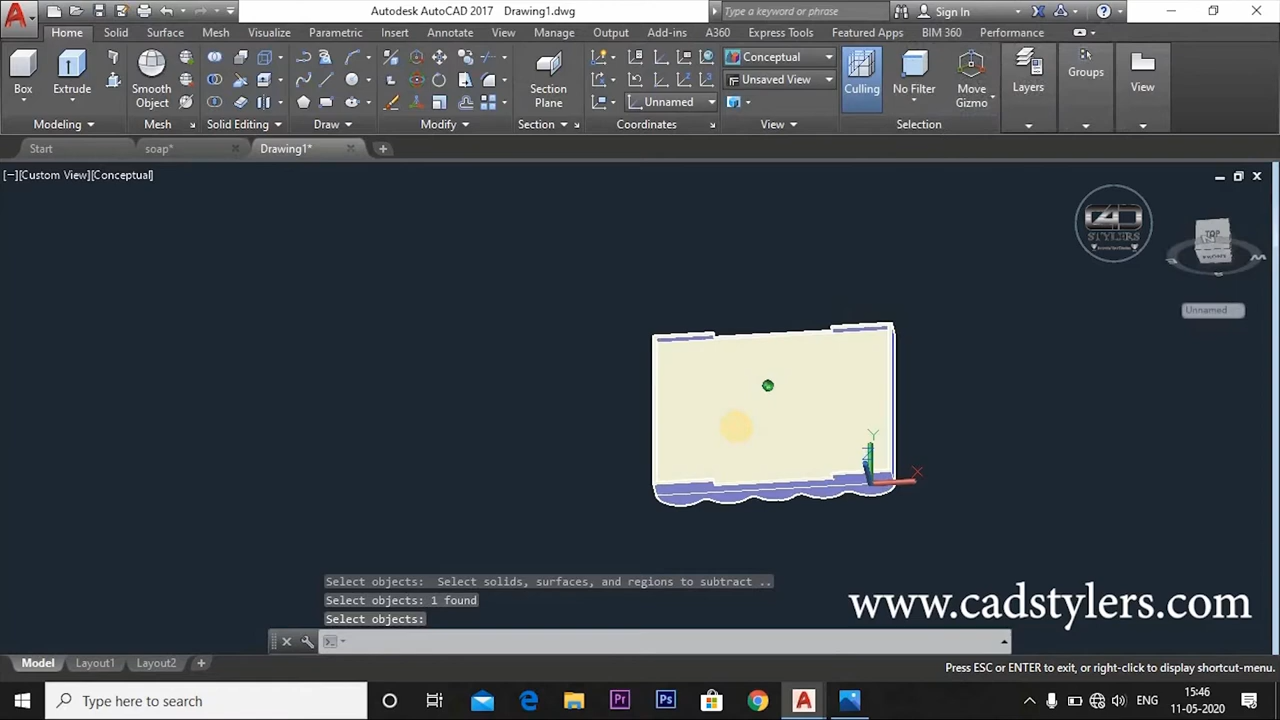 Autodesk AutoCAD 2017 Drawing1.dwg
Type a keyword or phrase
Sign In
Home Solid Surface Mesh Visualize Parametric Insert Annotate View Manage Output Add-ins A360 Express Tools Featured Apps BIM 360 Performance
Box
Extrude
Smooth Object
Section Plane
Conceptual
Unsaved View
Unnamed
Culling
No Filter
Move Gizmo
Layers
Groups
View
Modeling Mesh Solid Editing Draw Modify Section Coordinates View Selection
Start soap* Drawing1*
[−][Custom View][Conceptual]
STYLERS
TOP
FRONT
Unnamed
Y
X
Select objects: Select solids, surfaces, and regions to subtract ..
Select objects: 1 found
Select objects:
www.cadstylers.com
Model Layout1 Layout2
Press ESC or ENTER to exit, or right-click to display shortcut-menu.
Type here to search
Pr
Ps
ENG
15:46
11-05-2020